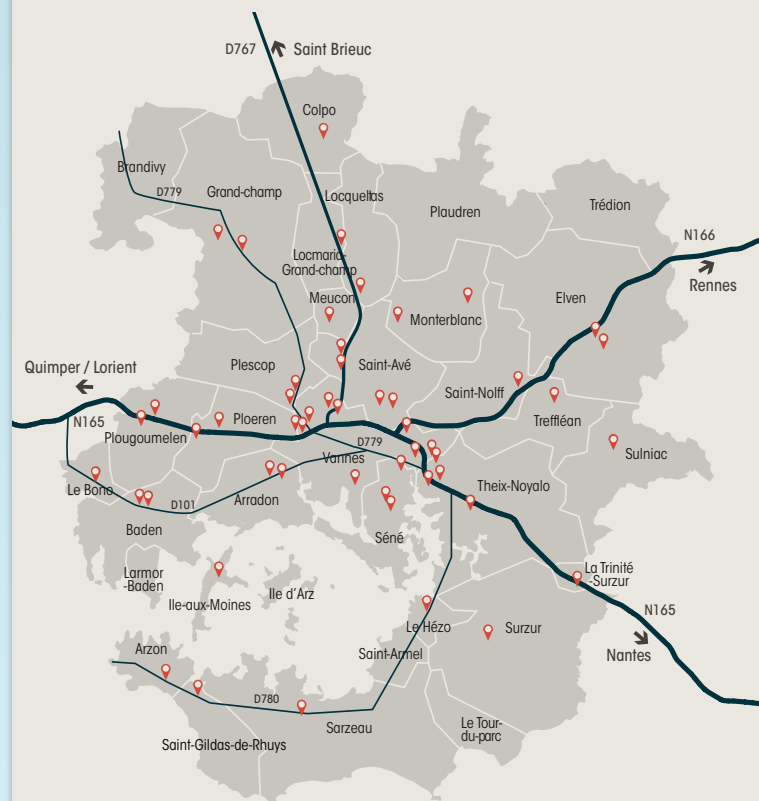 D767
Saint Brieuc
Colpo
Brandivy
D779
Grand-champ
Locqueltas
Plaudren
Trédion
N166
Rennes
Locmaria-
Grand-champ
Meucon
Monterblanc
Elven
Quimper / Lorient
Plescop
Saint-Avé
Saint-Nolff
N165
Plougoumelen
Ploeren
Treffléan
D779
Vannes
Sulniac
Le Bono
D101
Arradon
Theix-Noyalo
Baden
Séné
Larmor
-Baden
Ile-aux-Moines
Ile d'Arz
La Trinité
-Surzur
N165
Nantes
Le Hézo
Surzur
Saint-Armel
Arzon
D780
Sarzeau
Le Tour-
du-parc
Saint-Gildas-de-Rhuys